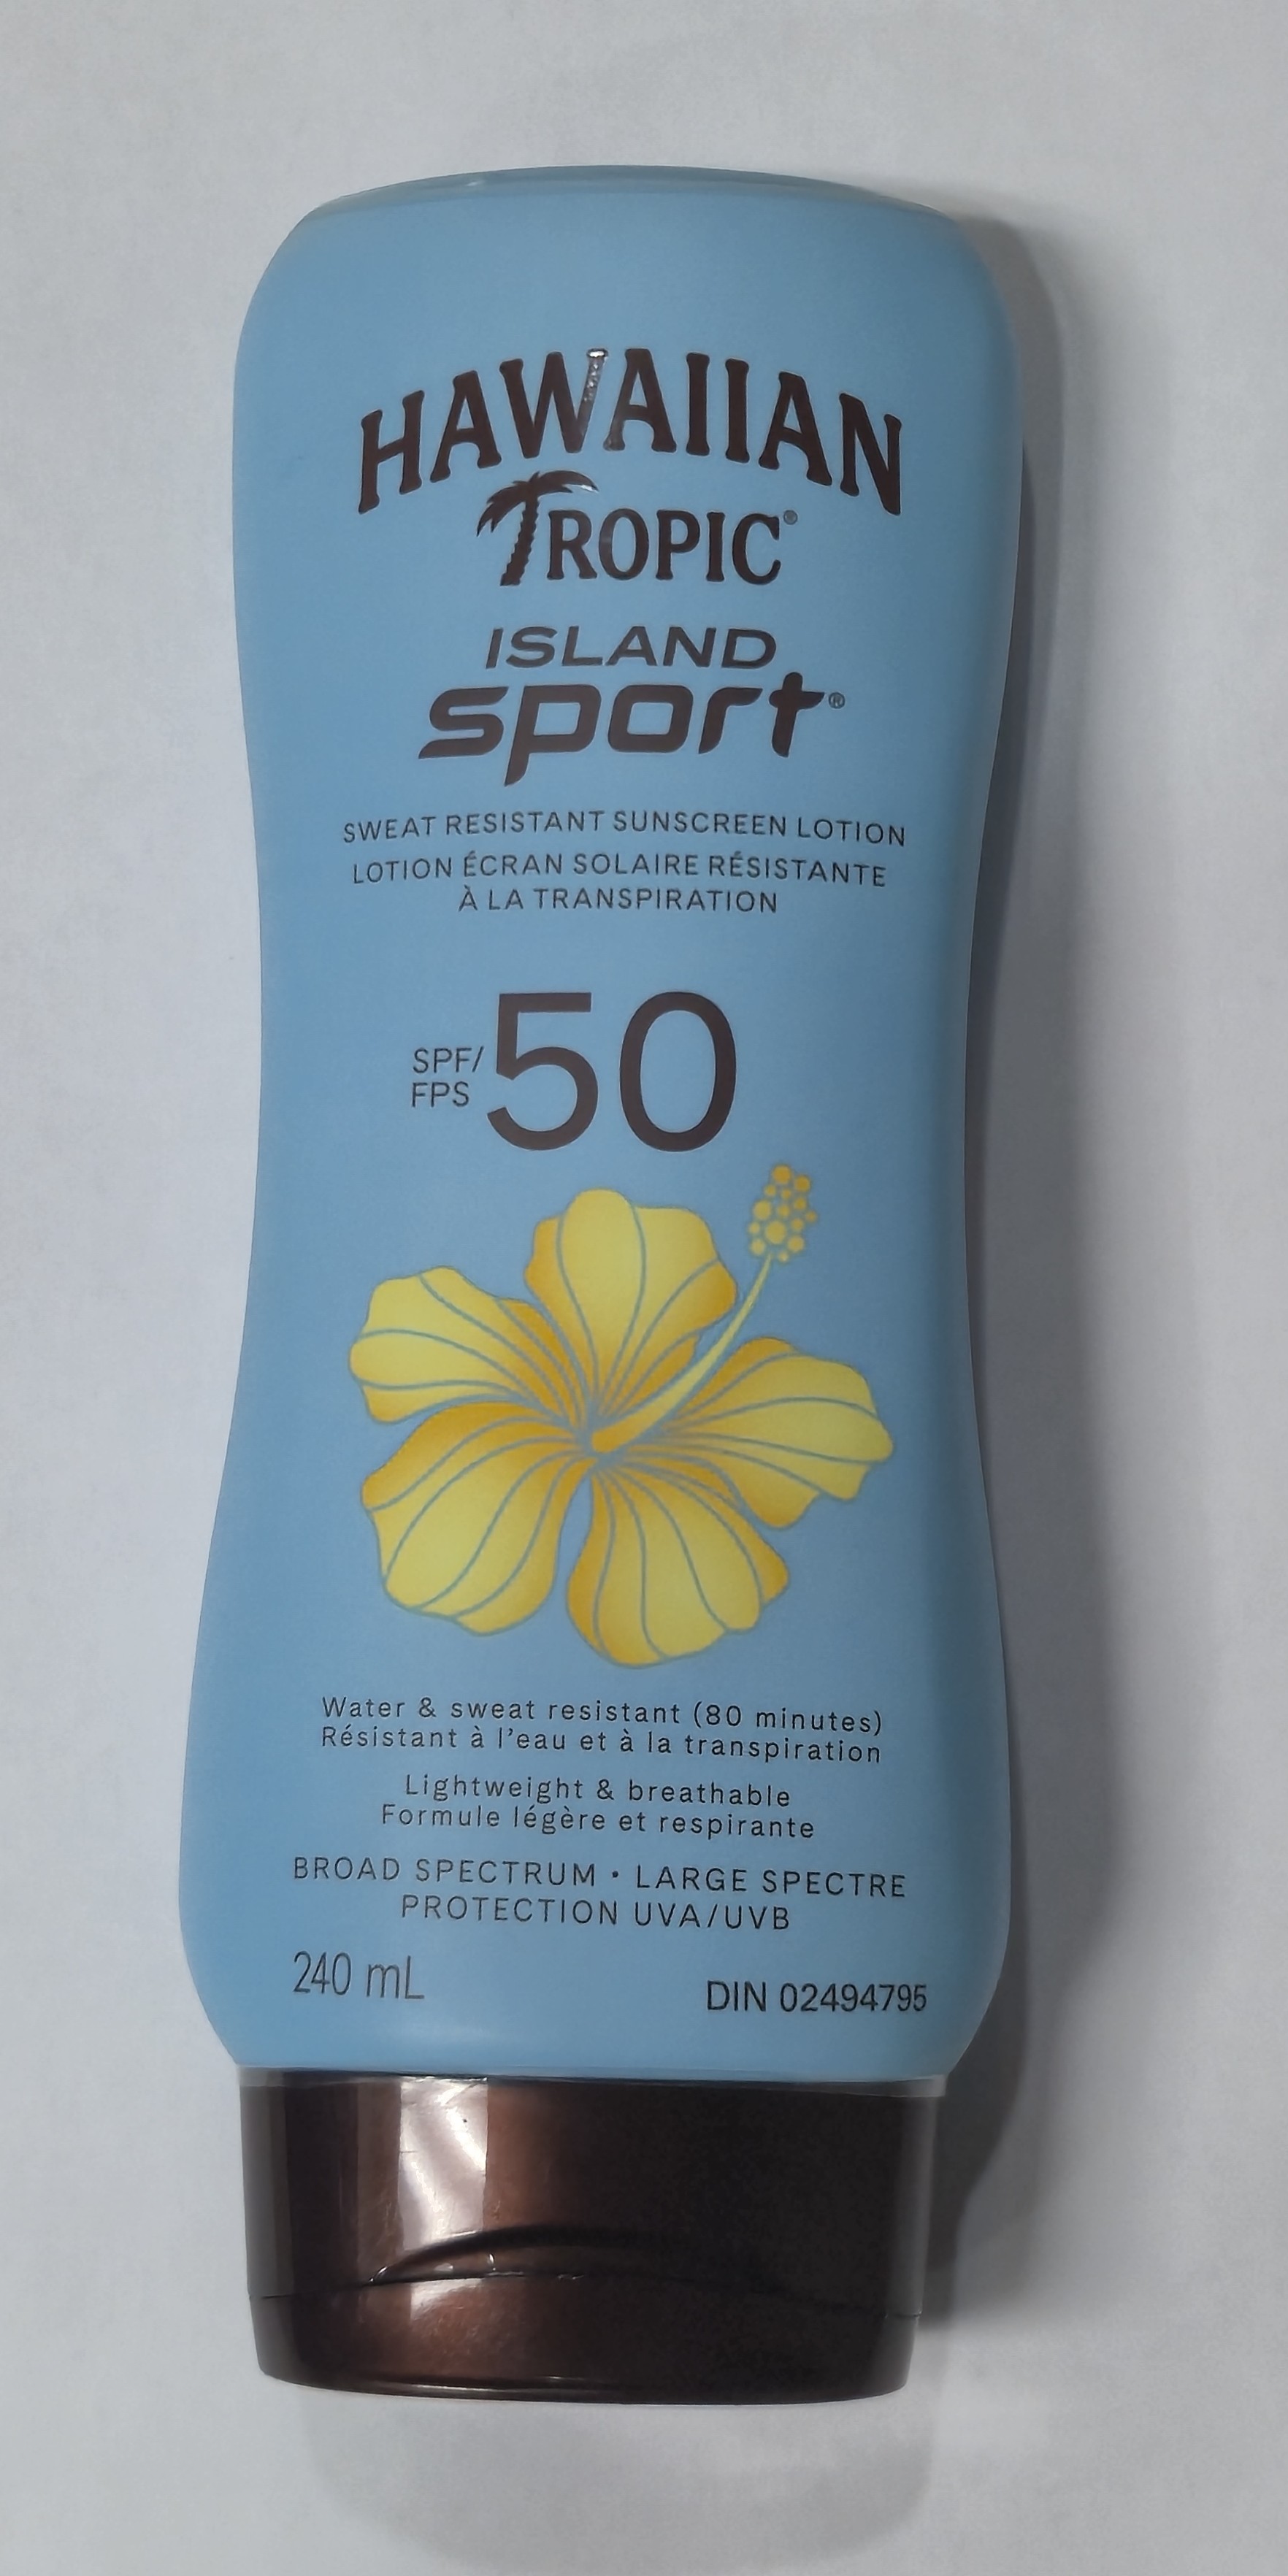 HAWAIIAN
TROPIC®
ISLAND
sport®
SWEAT RESISTANT SUNSCREEN LOTION
LOTION ÉCRAN SOLAIRE RÉSISTANTE
À LA TRANSPIRATION
SPF/
FPS 50
Water & sweat resistant (80 minutes)
Résistant à l'eau et à la transpiration
Lightweight & breathable
Formule légère et respirante
BROAD SPECTRUM • LARGE SPECTRE
PROTECTION UVA/UVB
240 mL
DIN 02494795